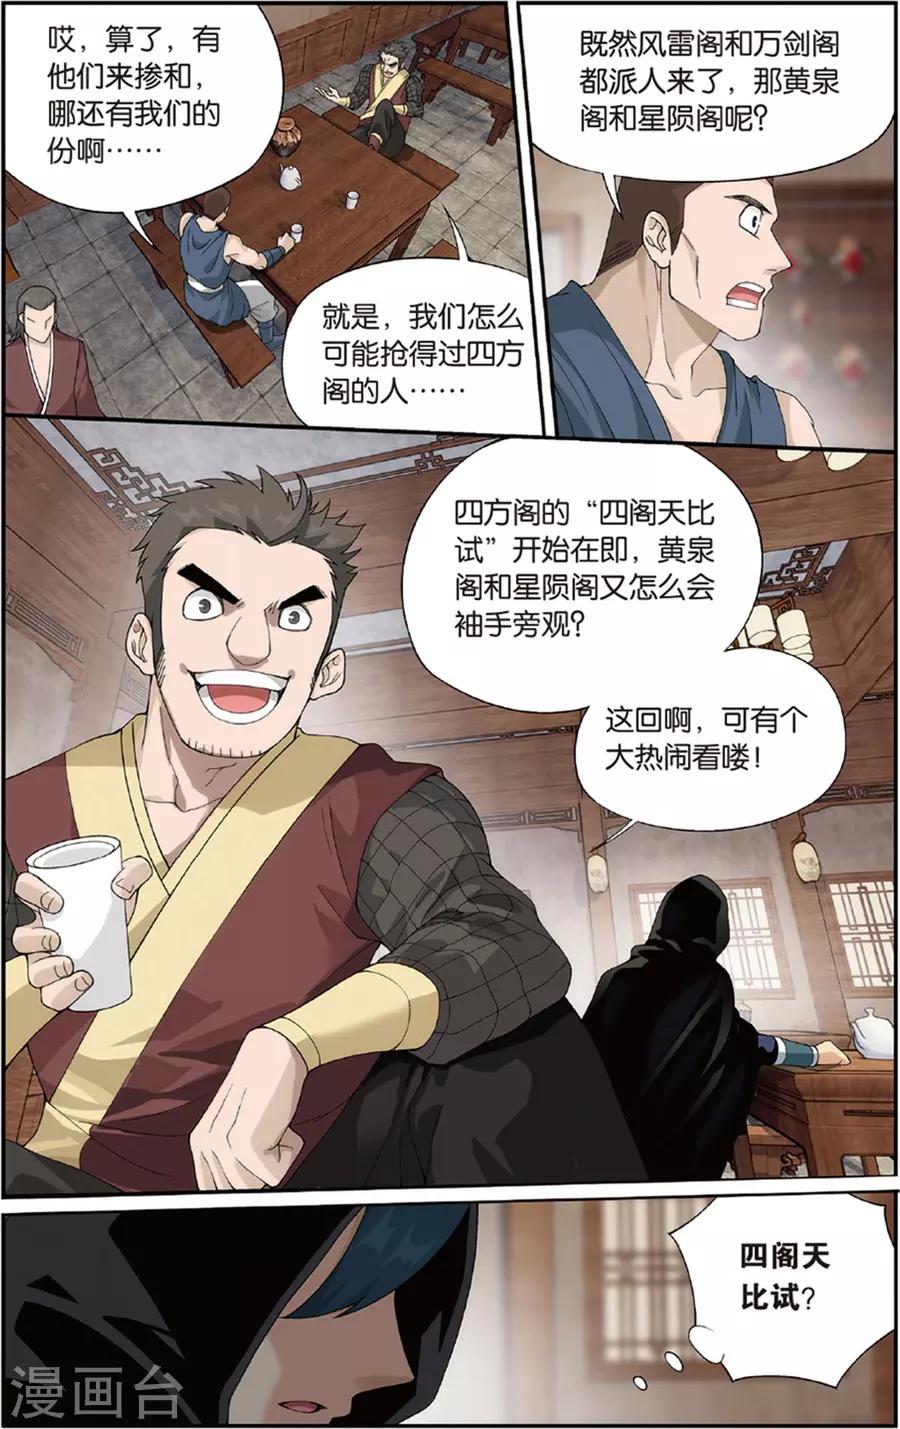 哎，算了，有
他们来掺和，
哪还有我们的
份啊……
就是，我们怎么
可能抢得过四方
阁的人……
既然风雷阁和万剑阁
都派人来了，那黄泉
阁和星陨阁呢？
四方阁的“四阁天比
试”开始在即，黄泉
阁和星陨阁又怎么会
袖手旁观？
这回啊，可有个
大热闹看喽！
四阁天
比试？
漫画台